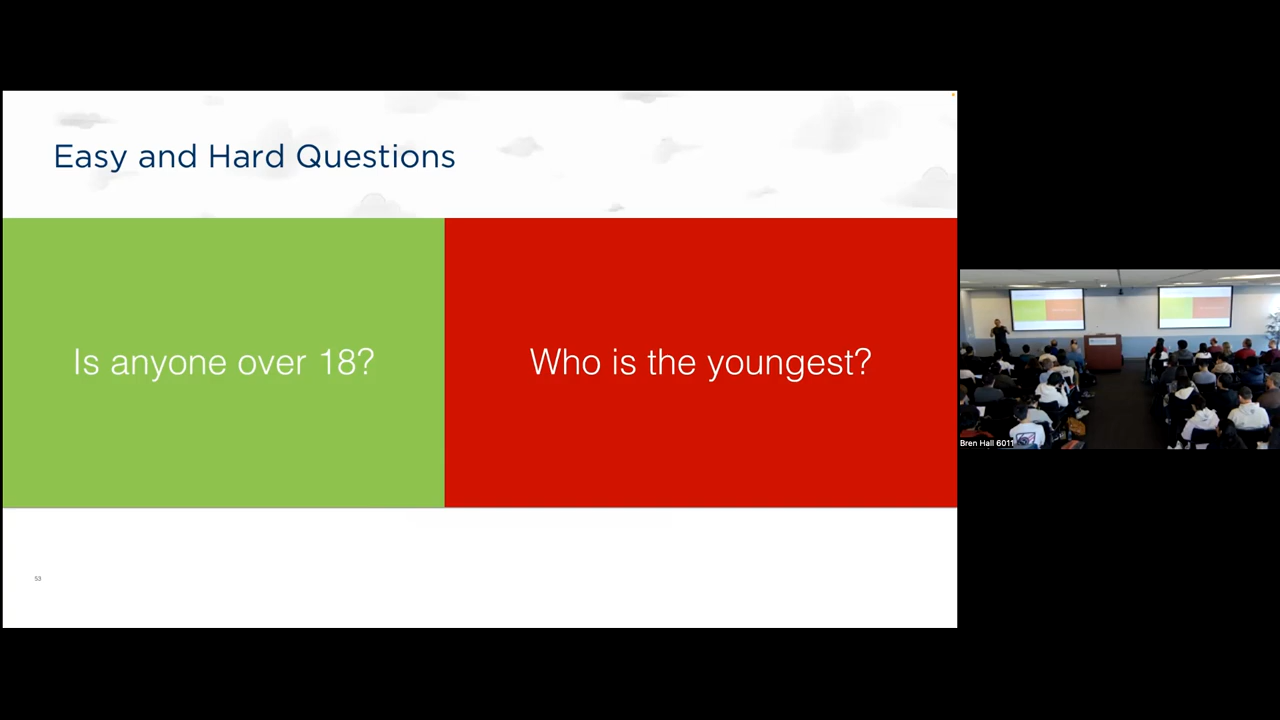 Easy and Hard Questions
Is anyone over 18?
Who is the youngest?
53
Bren Hall 6011